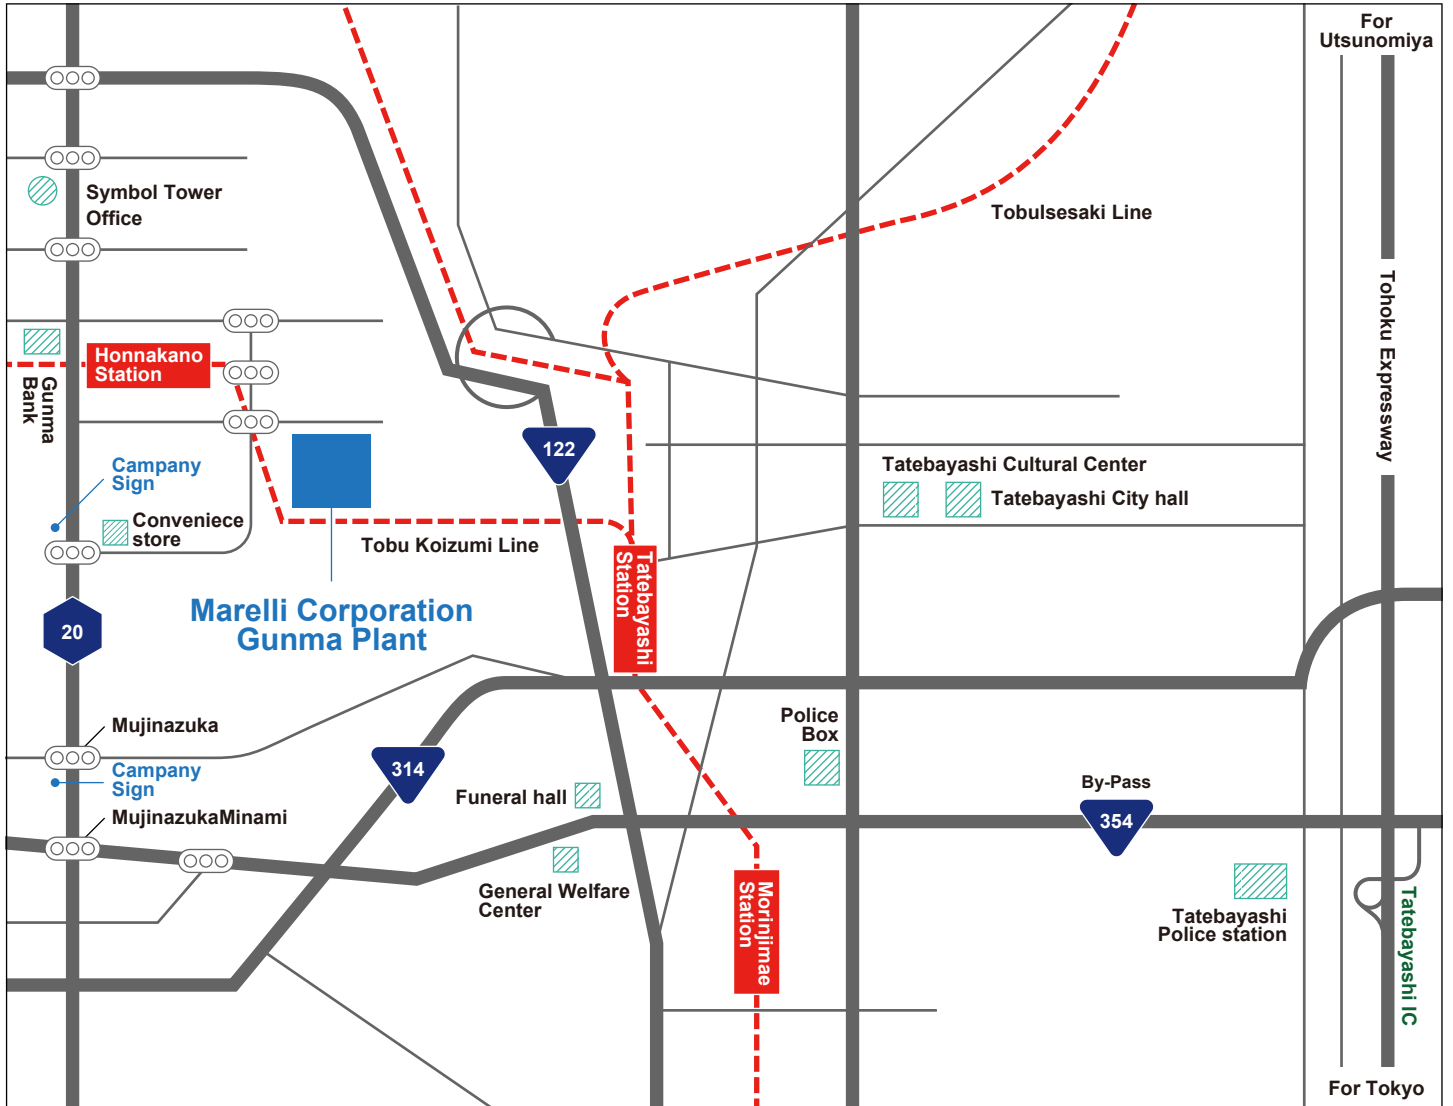 For
Utsunomiya
Symbol Tower
Office
TobuIsesaki Line
Tohoku Expressway
Honnakano
Station
Gunma
Bank
122
Campany
Sign
Tatebayashi Cultural Center
Tatebayashi City hall
Conveniece
store
Tobu Koizumi Line
Tatebayashi
Station
Marelli Corporation
Gunma Plant
20
Mujinazuka
Police
Box
314
Campany
Sign
By-Pass
Funeral hall
354
MujinazukaMinami
General Welfare
Center
Morinjimae
Station
Tatebayashi
Police station
Tatebayashi IC
For Tokyo